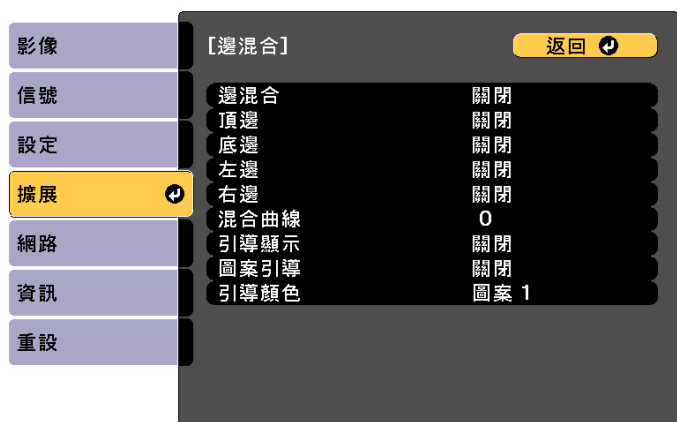 影像
信號
設定
擴展
網路
資訊
重設
[邊混合] 返回
邊混合 關閉
頂邊 關閉
底邊 關閉
左邊 關閉
右邊 關閉
混合曲線 0
引導顯示 關閉
圖案引導 關閉
引導顏色 圖案 1